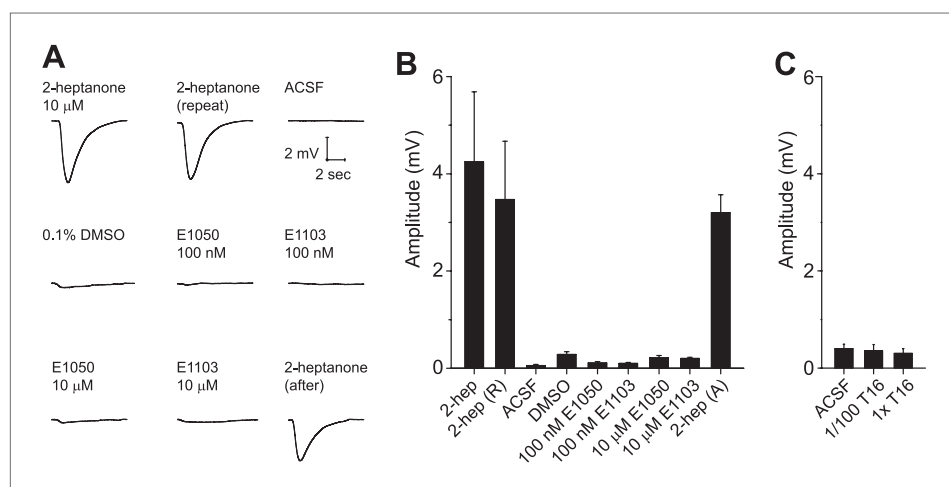 A
2-heptanone
10 μM
2-heptanone
(repeat)
ACSF
2 mV
2 sec
0.1% DMSO
E1050
100 nM
E1103
100 nM
E1050
10 μM
E1103
10 μM
2-heptanone
(after)
B
6
4
2
0
Amplitude (mV)
2-hep
2-hep (R)
ACSF
DMSO
100 nM E1050
100 nM E1103
10 μM E1050
10 μM E1103
2-hep (A)
C
6
4
2
0
Amplitude (mV)
ACSF
1/100 T16
1x T16